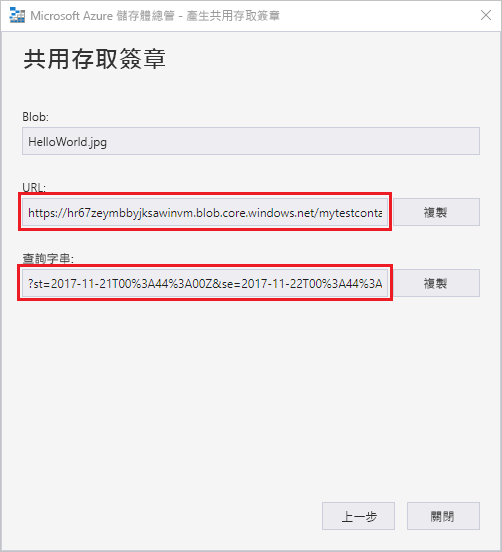 Microsoft Azure 儲存體總管 - 產生共用存取簽章
共用存取簽章
Blob:
HelloWorld.jpg
URL:
https://hr67zeymbbyjksawinvm.blob.core.windows.net/mytestconta
複製
查詢字串:
?st=2017-11-21T00%3A44%3A00Z&se=2017-11-22T00%3A44%3A
複製
上一步
關閉